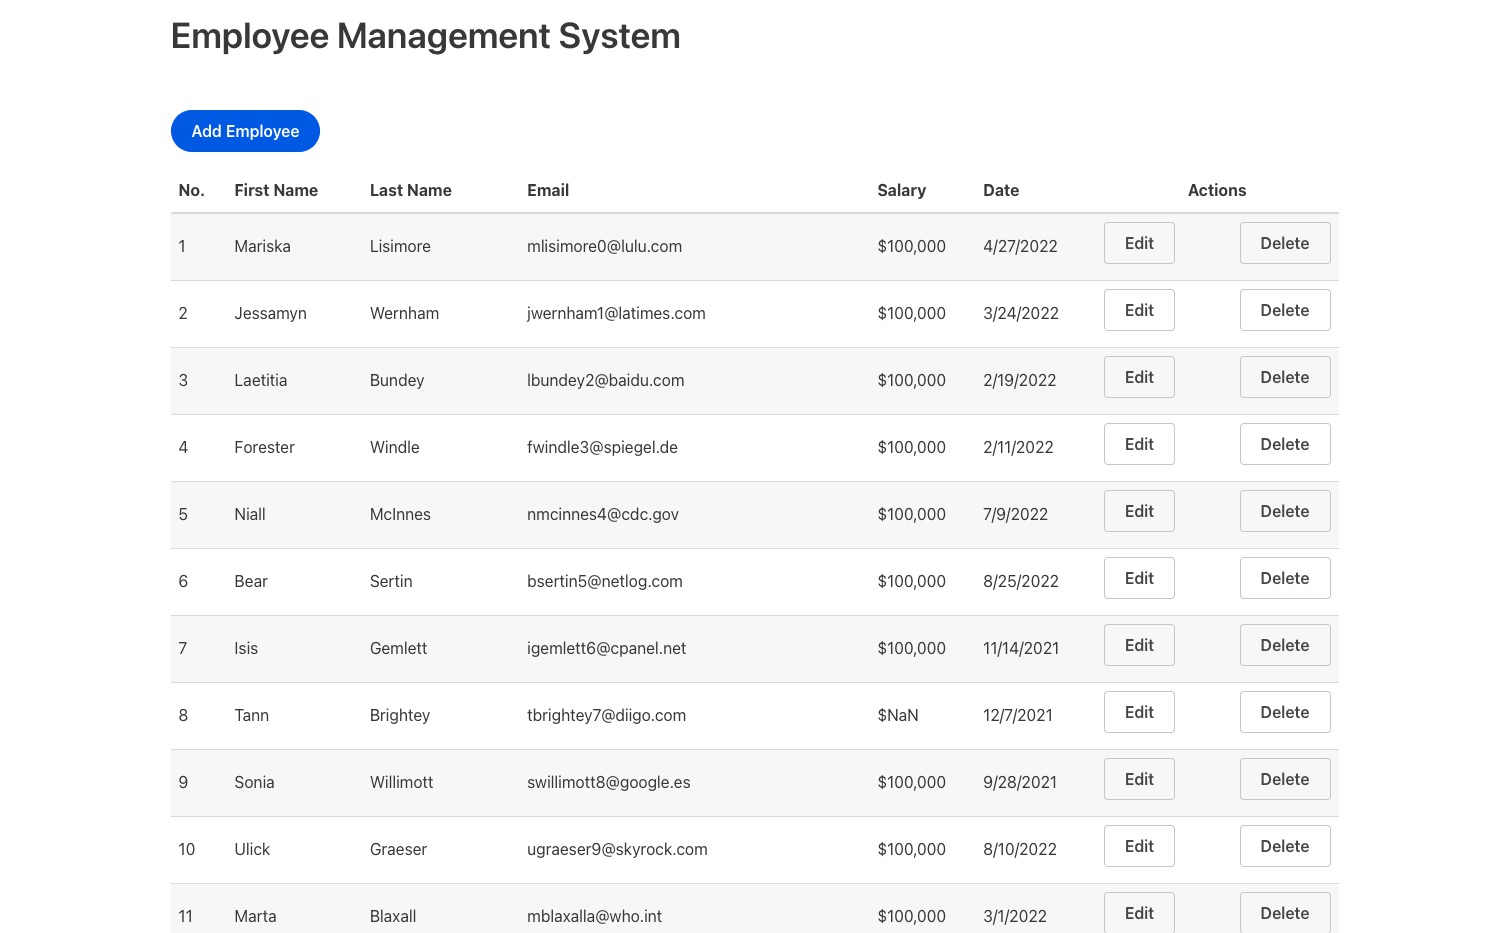 Employee Management System
Add Employee
No. First Name Last Name Email Salary Date Actions
1 Mariska Lisimore mlisimore0@lulu.com $100,000 4/27/2022 Edit Delete
2 Jessamyn Wernham jwernham1@latimes.com $100,000 3/24/2022 Edit Delete
3 Laetitia Bundey lbundey2@baidu.com $100,000 2/19/2022 Edit Delete
4 Forester Windle fwindle3@spiegel.de $100,000 2/11/2022 Edit Delete
5 Niall McInnes nmcinnes4@cdc.gov $100,000 7/9/2022 Edit Delete
6 Bear Sertin bsertin5@netlog.com $100,000 8/25/2022 Edit Delete
7 Isis Gemlett igemlett6@cpanel.net $100,000 11/14/2021 Edit Delete
8 Tann Brightey tbrightey7@diigo.com $NaN 12/7/2021 Edit Delete
9 Sonia Willimott swillimott8@google.es $100,000 9/28/2021 Edit Delete
10 Ulick Graeser ugraeser9@skyrock.com $100,000 8/10/2022 Edit Delete
11 Marta Blaxall mblaxalla@who.int $100,000 3/1/2022 Edit Delete